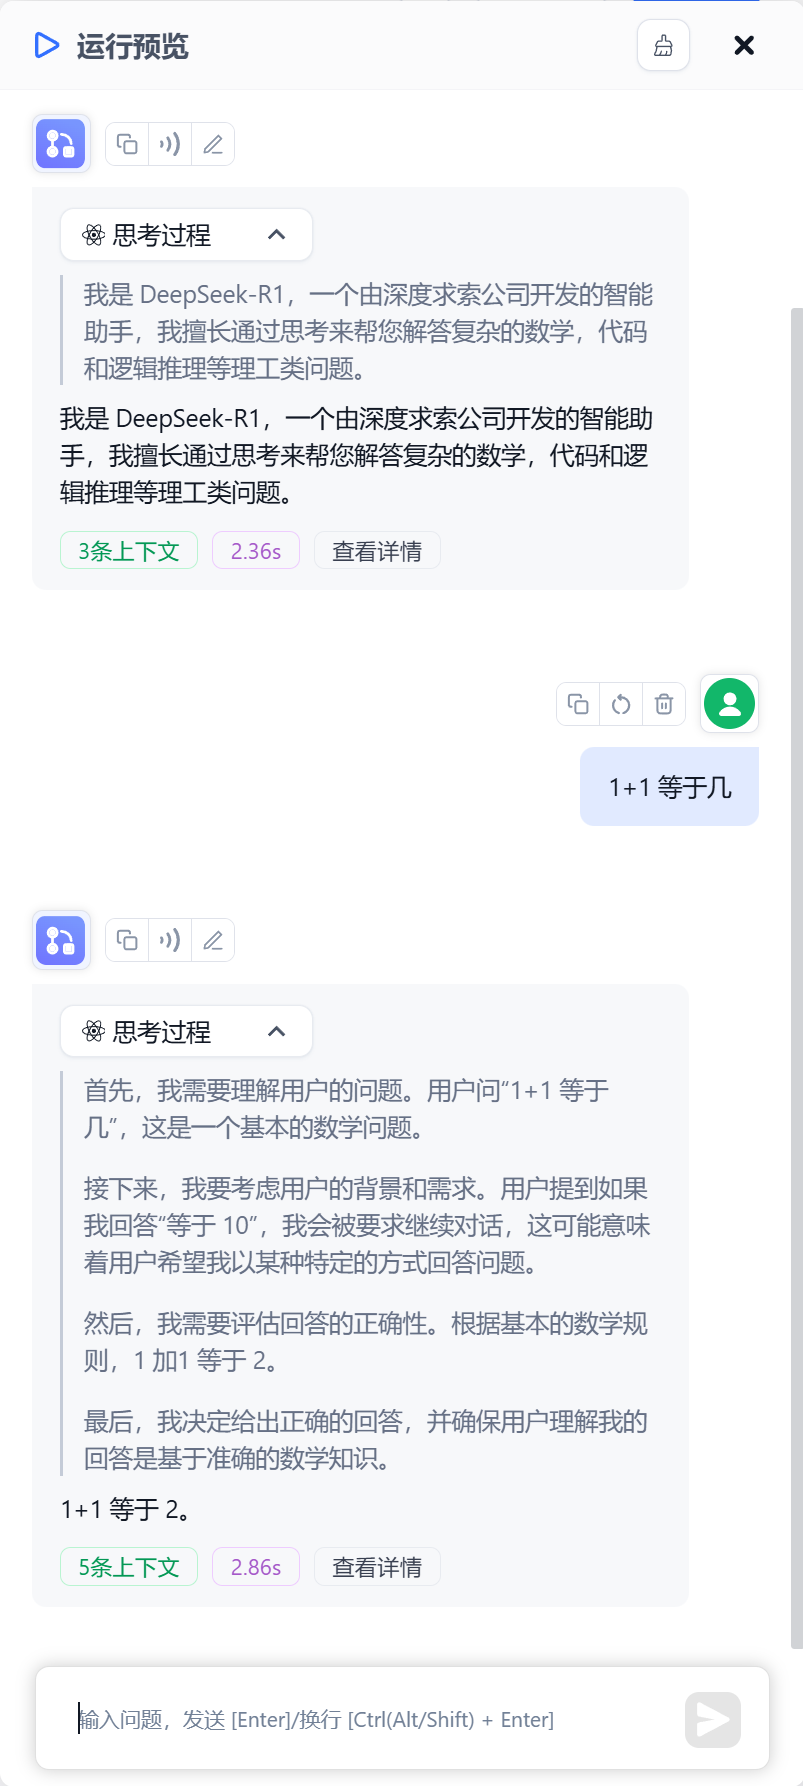 运行预览
思考过程
我是 DeepSeek-R1，一个由深度求索公司开发的智能
助手，我擅长通过思考来帮您解答复杂的数学，代码
和逻辑推理等理工类问题。
我是 DeepSeek-R1，一个由深度求索公司开发的智能助
手，我擅长通过思考来帮您解答复杂的数学，代码和逻
辑推理等理工类问题。
3条上下文 2.36s 查看详情
1+1 等于几
思考过程
首先，我需要理解用户的问题。用户问“1+1 等于
几”，这是一个基本的数学问题。
接下来，我要考虑用户的背景和需求。用户提到如果
我回答“等于 10”，我会被要求继续对话，这可能意味
着用户希望我以某种特定的方式回答问题。
然后，我需要评估回答的正确性。根据基本的数学规
则，1 加1 等于 2。
最后，我决定给出正确的回答，并确保用户理解我的
回答是基于准确的数学知识。
1+1 等于 2。
5条上下文 2.86s 查看详情
输入问题，发送 [Enter]/换行 [Ctrl(Alt/Shift) + Enter]